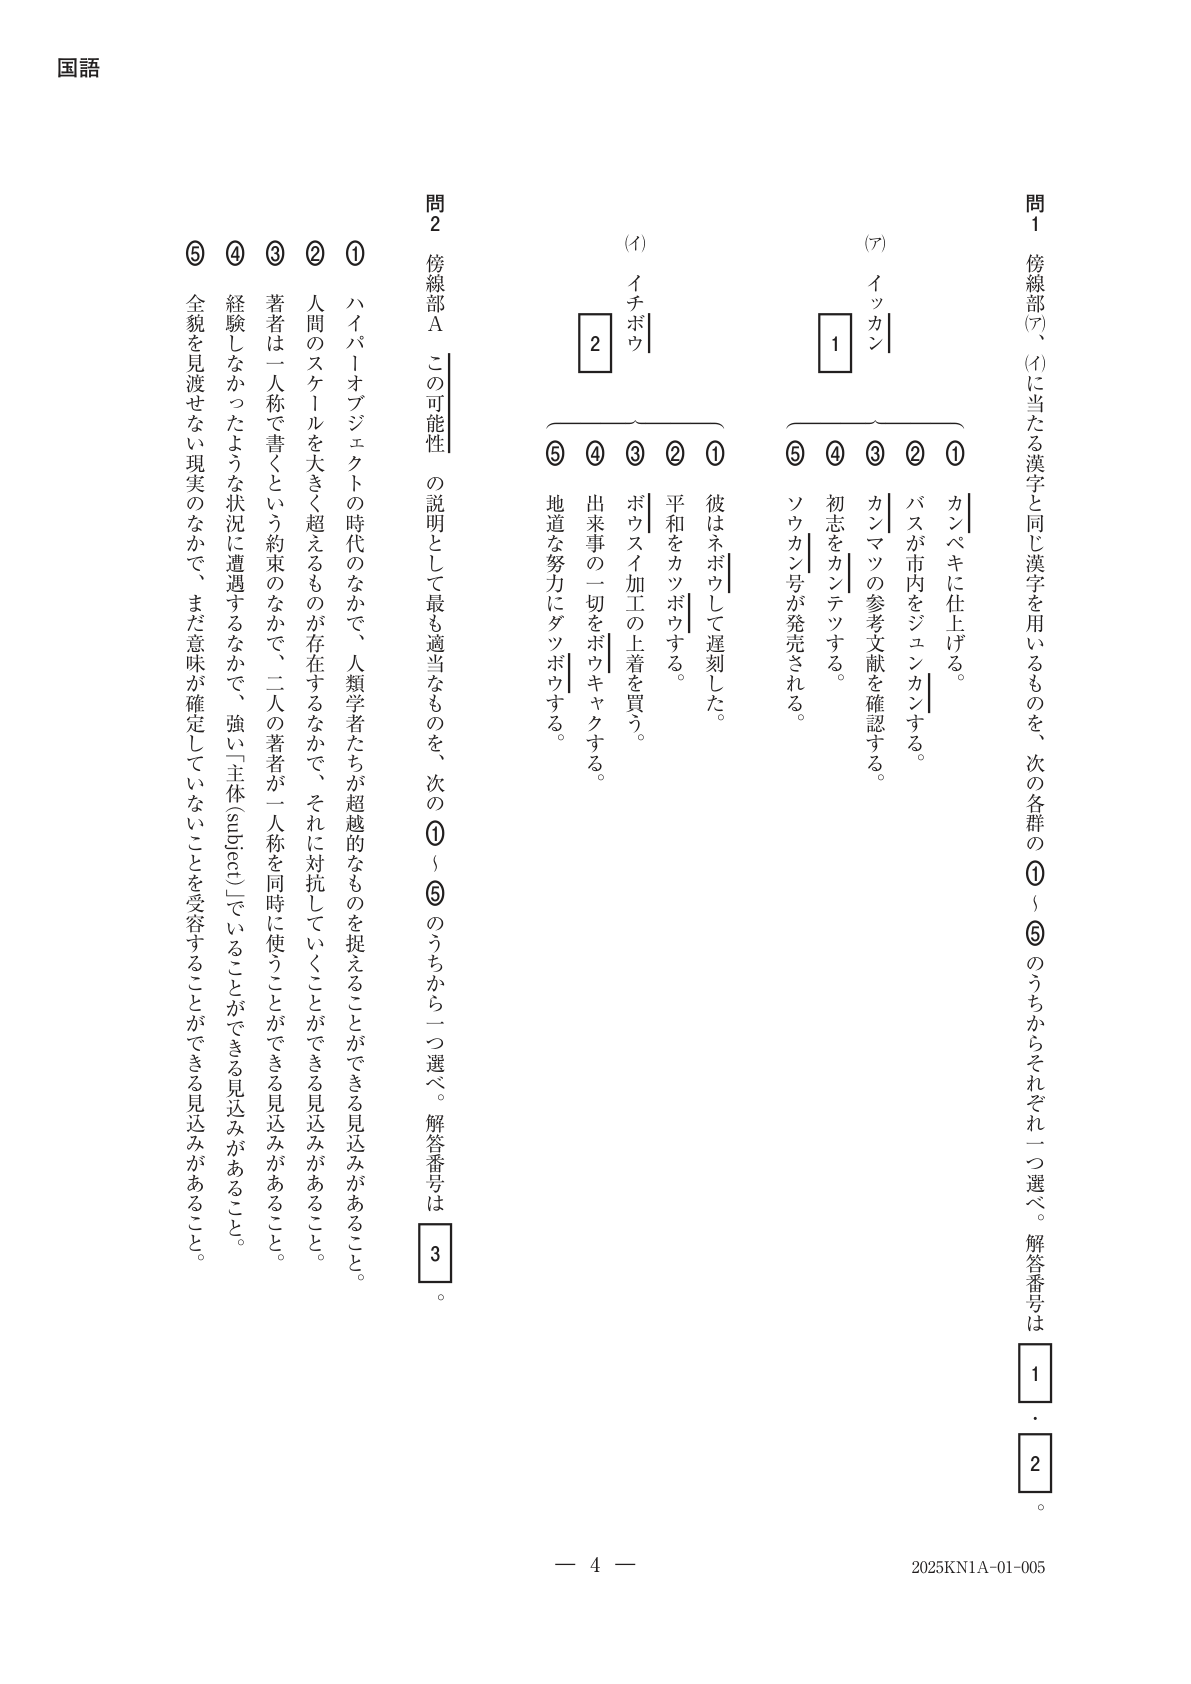 国語
問1 傍線部(ア)、(イ)に当たる漢字と同じ漢字を用いるものを、次の各群の①～⑤のうちからそれぞれ一つ選べ。解答番号は 1 ・ 2 。
(ア) イッカン
1
① カンペキに仕上げる。
② バスが市内をジュンカンする。
③ カンマツの参考文献を確認する。
④ 初志をカンテツする。
⑤ ソウカン号が発売される。
(イ) イチボウ
2
① 彼はネボウして遅刻した。
② 平和をカツボウする。
③ ボウスイ加工の上着を買う。
④ 出来事の一切をボウキャクする。
⑤ 地道な努力にダツボウする。
問2 傍線部A この可能性 の説明として最も適当なものを、次の①～⑤のうちから一つ選べ。解答番号は 3 。
① ハイパーオブジェクトの時代のなかで、人類学者たちが超越的なものを捉えることができる見込みがあること。
② 人間のスケールを大きく超えるものが存在するなかで、それに対抗していくことができる見込みがあること。
③ 著者は一人称で書くという約束のなかで、二人の著者が一人称を同時に使うことができる見込みがあること。
④ 経験しなかったような状況に遭遇するなかで、強い「主体(subject)」でいることができる見込みがあること。
⑤ 全貌を見渡せない現実のなかで、まだ意味が確定していないことを受容することができる見込みがあること。
― 4 ―
2025KN1A-01-005